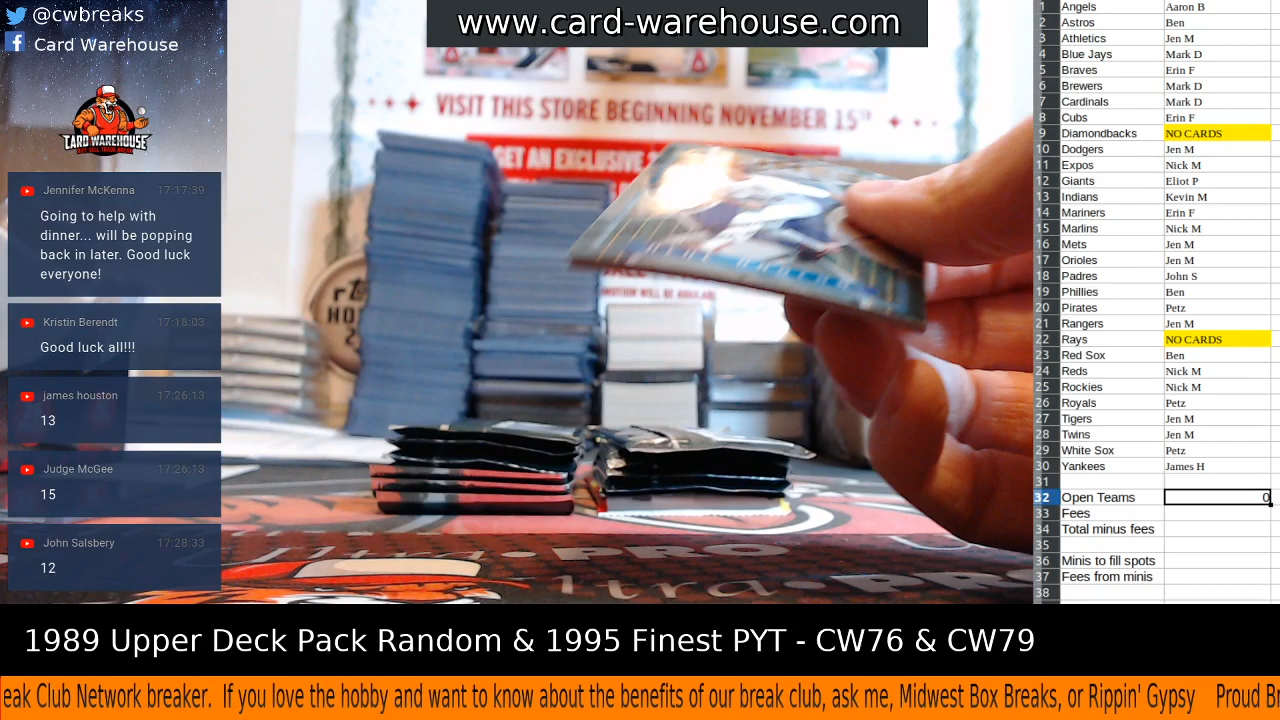 @cwbreaks
Card Warehouse
CARD WAREHOUSE
www.card-warehouse.com
VISIT THIS STORE BEGINNING NOVEMBER 15TH
GET AN EXCLUSIVE
Jennifer McKenna 17:17:39
Going to help with
dinner... will be popping
back in later. Good luck
everyone!
Kristin Berendt 17:18:03
Good luck all!!!
james houston 17:26:13
13
Judge McGee 17:26:13
15
John Salsbery 17:28:33
12
PRO
ltra PRO
1 Angels Aaron B
2 Astros Ben
3 Athletics Jen M
4 Blue Jays Mark D
5 Braves Erin F
6 Brewers Mark D
7 Cardinals Mark D
8 Cubs Erin F
9 Diamondbacks NO CARDS
10 Dodgers Jen M
11 Expos Nick M
12 Giants Eliot P
13 Indians Kevin M
14 Mariners Erin F
15 Marlins Nick M
16 Mets Jen M
17 Orioles Jen M
18 Padres John S
19 Phillies Ben
20 Pirates Petz
21 Rangers Jen M
22 Rays NO CARDS
23 Red Sox Ben
24 Reds Nick M
25 Rockies Nick M
26 Royals Petz
27 Tigers Jen M
28 Twins Jen M
29 White Sox Petz
30 Yankees James H
31
32 Open Teams 0
33 Fees
34 Total minus fees
35
36 Minis to fill spots
37 Fees from minis
38
1989 Upper Deck Pack Random & 1995 Finest PYT - CW76 & CW79
eak Club Network breaker. If you love the hobby and want to know about the benefits of our break club, ask me, Midwest Box Breaks, or Rippin' Gypsy Proud B